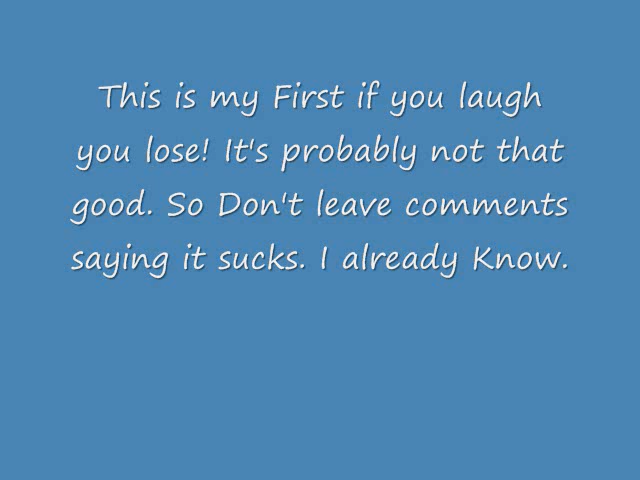 This is my First if you laugh
you lose! It's probably not that
good. So Don't leave comments
saying it sucks. I already Know.